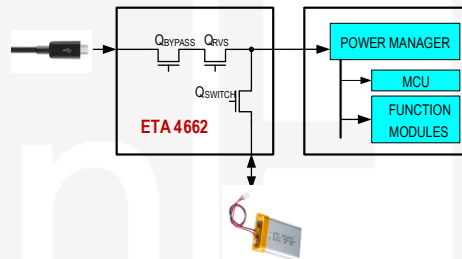 QBYPASS QRVS
POWER MANAGER
QSWITCH
MCU
ETA 4662
FUNCTION
MODULES